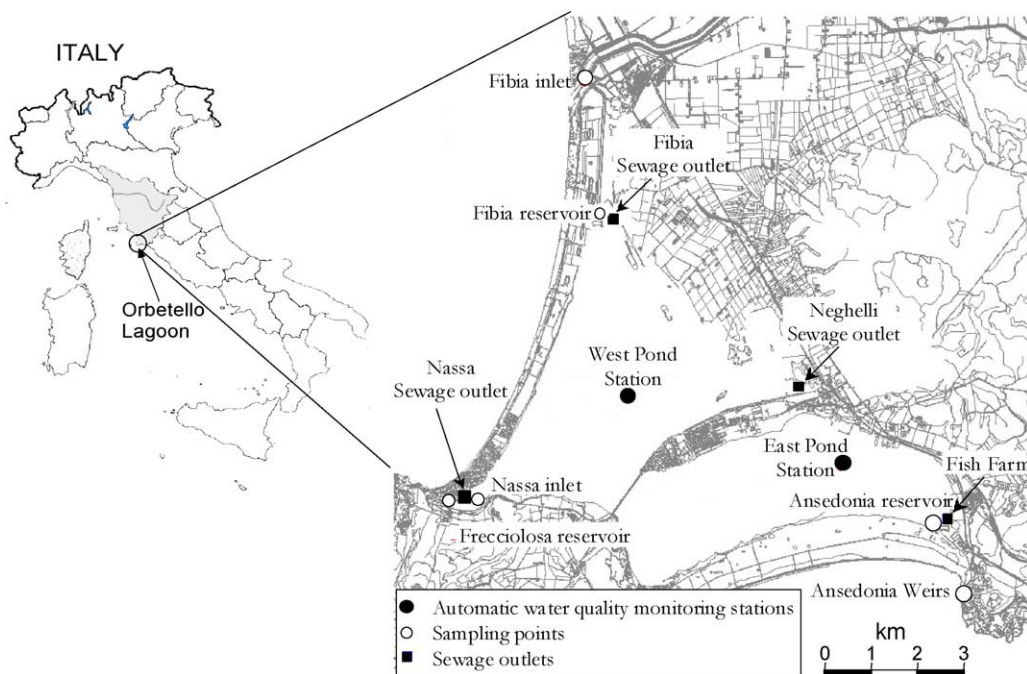 ITALY
Orbetello
Lagoon
Fibia inlet
Fibia
Sewage outlet
Fibia reservoir
Neghelli
Sewage outlet
West Pond
Station
Nassa
Sewage outlet
East Pond
Station
Fish Farm
Nassa inlet
Ansedonia reservoir
Frecciolosa reservoir
Ansedonia Weirs
Automatic water quality monitoring stations
Sampling points
Sewage outlets
km
0 1 2 3